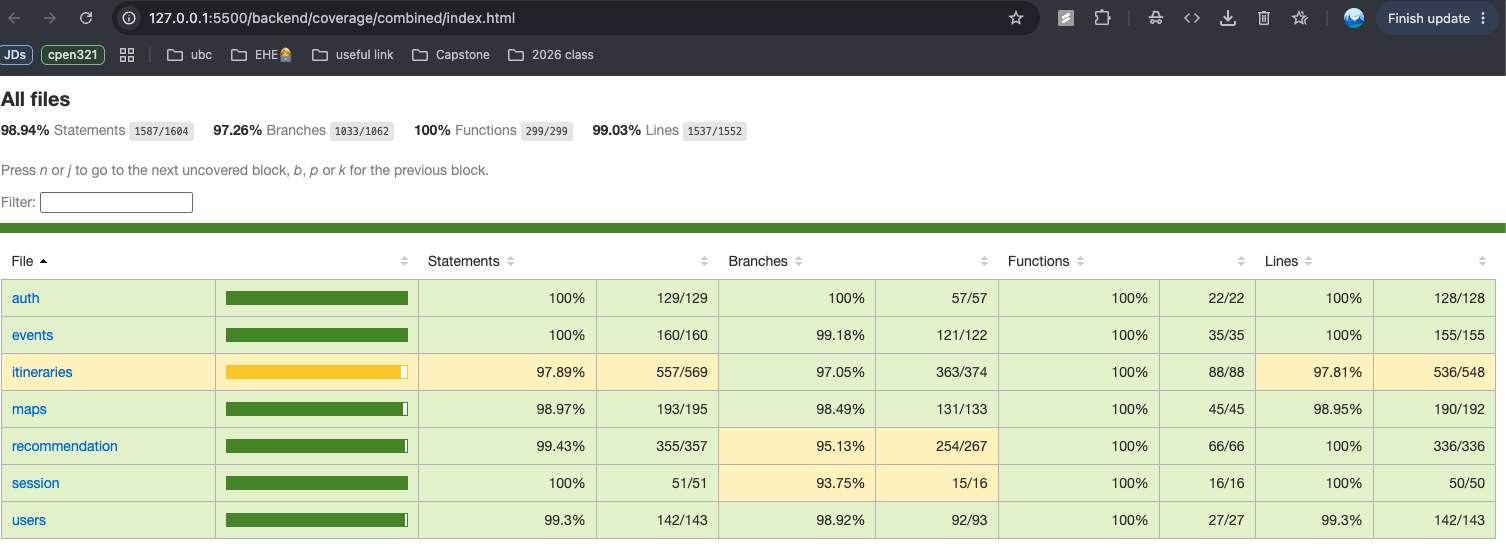 127.0.0.1:5500/backend/coverage/combined/index.html Finish update
JDs cpen321 ubc EHE🤷 useful link Capstone 2026 class
All files
98.94% Statements 1587/1604 97.26% Branches 1033/1062 100% Functions 299/299 99.03% Lines 1537/1552
Press n or j to go to the next uncovered block, b, p or k for the previous block.
Filter:
File Statements Branches Functions Lines
auth 100% 129/129 100% 57/57 100% 22/22 100% 128/128
events 100% 160/160 99.18% 121/122 100% 35/35 100% 155/155
itineraries 97.89% 557/569 97.05% 363/374 100% 88/88 97.81% 536/548
maps 98.97% 193/195 98.49% 131/133 100% 45/45 98.95% 190/192
recommendation 99.43% 355/357 95.13% 254/267 100% 66/66 100% 336/336
session 100% 51/51 93.75% 15/16 100% 16/16 100% 50/50
users 99.3% 142/143 98.92% 92/93 100% 27/27 99.3% 142/143